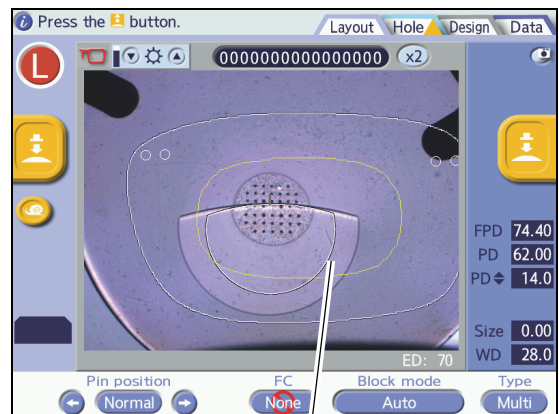 Press the button.
Layout Hole Design Data
L
0000000000000000 x2
FPD 74.40
PD 62.00
PD 14.0
Size 0.00
WD 28.0
ED: 70
Pin position FC Block mode Type
Normal None Auto Multi